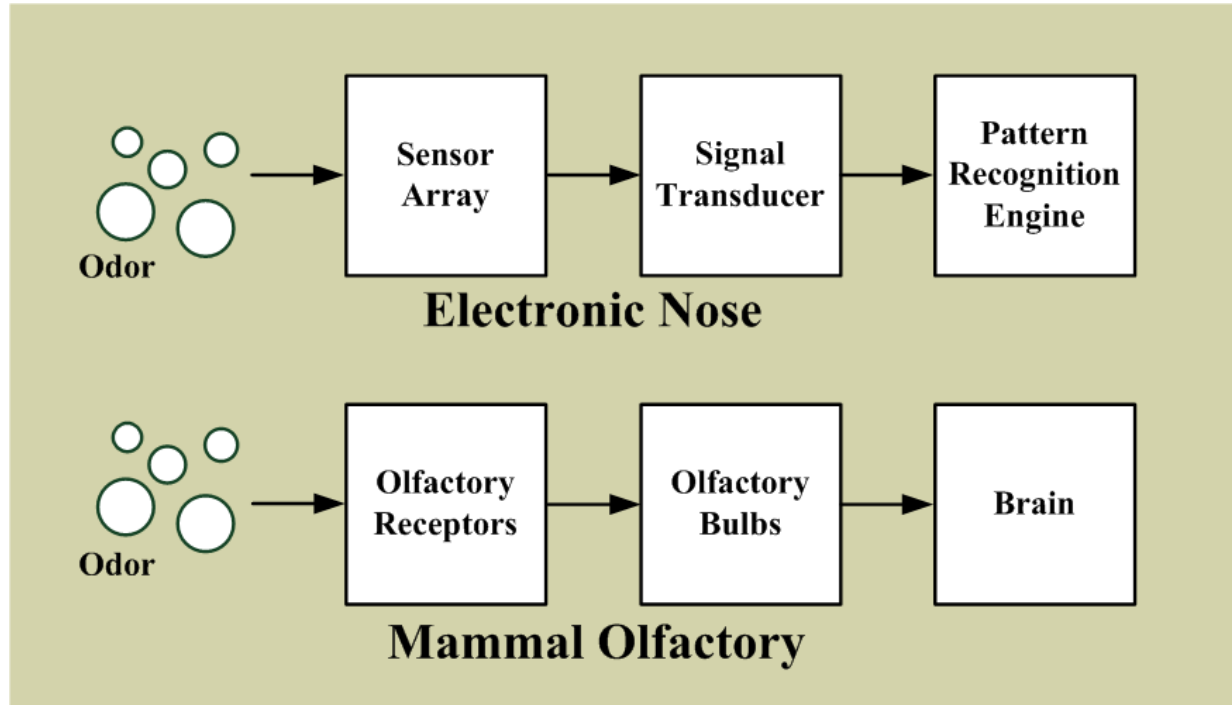 Sensor
Array
Signal
Transducer
Pattern
Recognition
Engine
Odor
Electronic Nose
Olfactory
Receptors
Olfactory
Bulbs
Brain
Odor
Mammal Olfactory